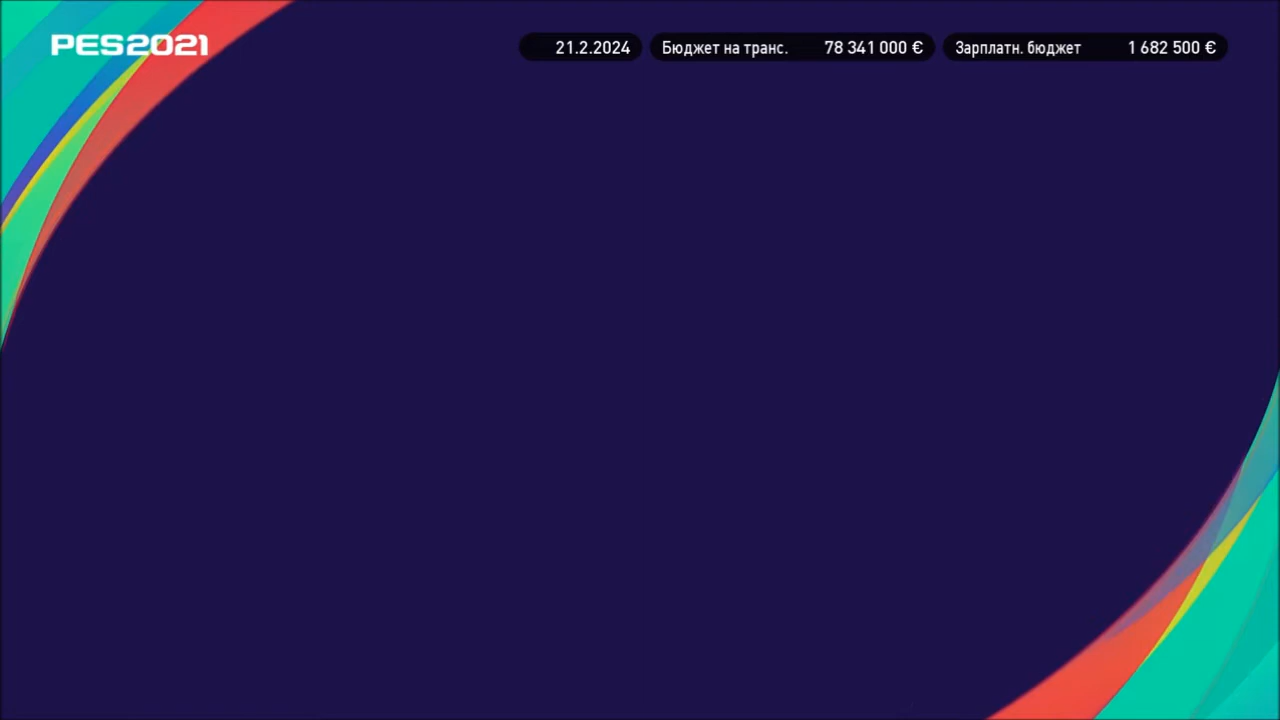 PES2021
21.2.2024 Бюджет на транс. 78 341 000 € Зарплатн. бюджет 1 682 500 €